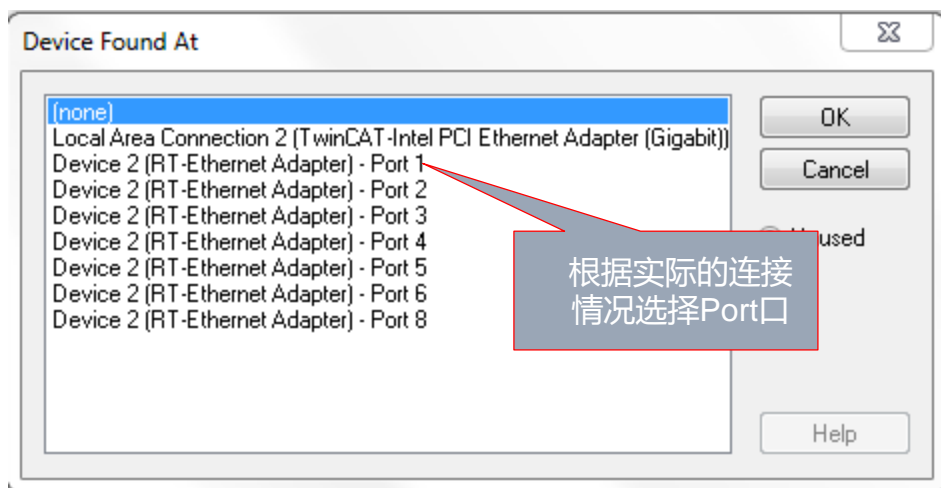 Device Found At
(none)
Local Area Connection 2 (TwinCAT-Intel PCI Ethernet Adapter (Gigabit))
Device 2 (RT-Ethernet Adapter) - Port 1
Device 2 (RT-Ethernet Adapter) - Port 2
Device 2 (RT-Ethernet Adapter) - Port 3
Device 2 (RT-Ethernet Adapter) - Port 4
Device 2 (RT-Ethernet Adapter) - Port 5
Device 2 (RT-Ethernet Adapter) - Port 6
Device 2 (RT-Ethernet Adapter) - Port 8
OK
Cancel
根据实际的连接
情况选择Port口
Help